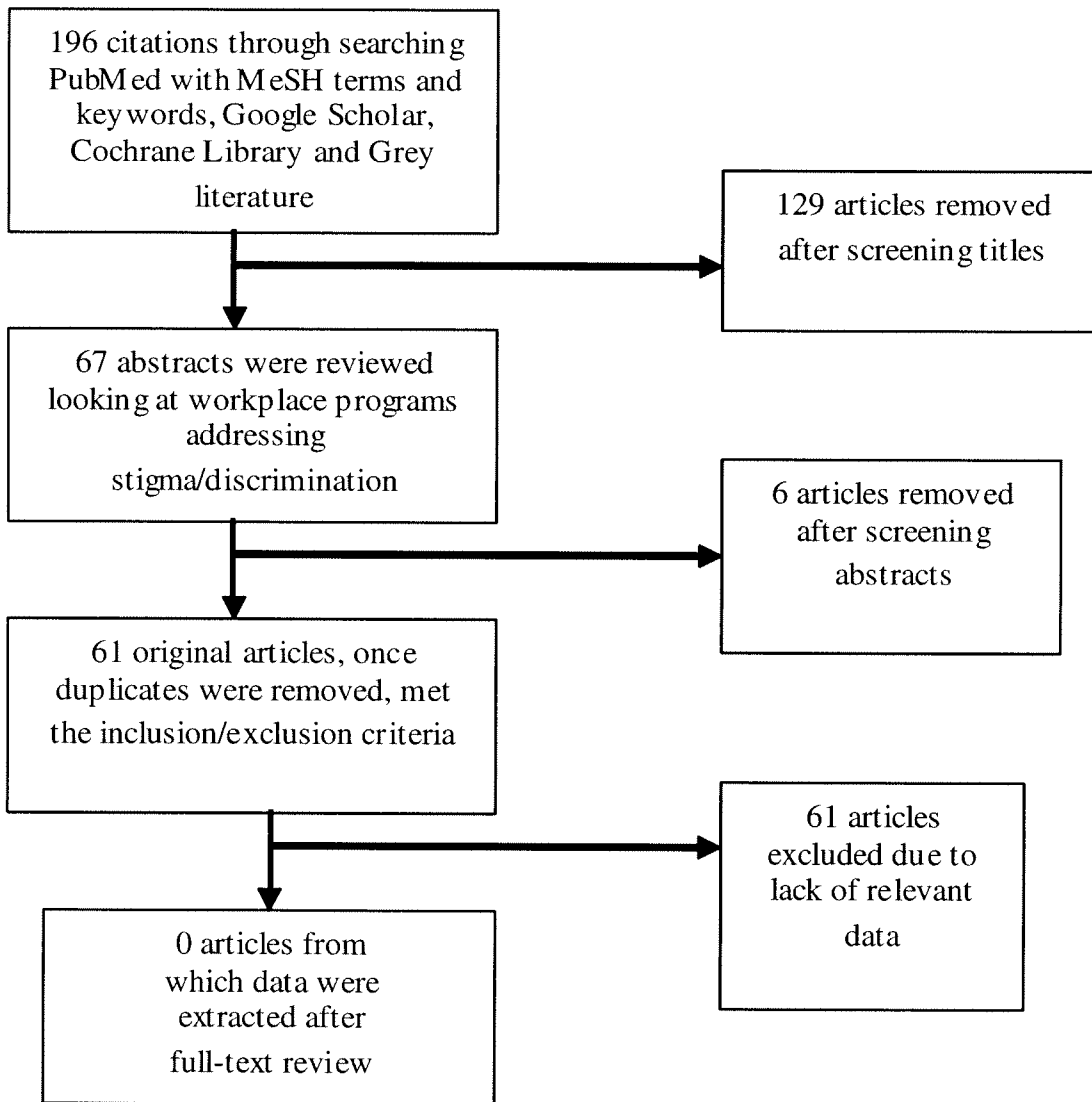 196 citations through searching
PubMed with MeSH terms and
keywords, Google Scholar,
Cochrane Library and Grey
literature
129 articles removed
after screening titles
67 abstracts were reviewed
looking at workplace programs
addressing
stigma/discrimination
6 articles removed
after screening
abstracts
61 original articles, once
duplicates were removed, met
the inclusion/exclusion criteria
61 articles
excluded due to
lack of relevant
data
0 articles from
which data were
extracted after
full-text review